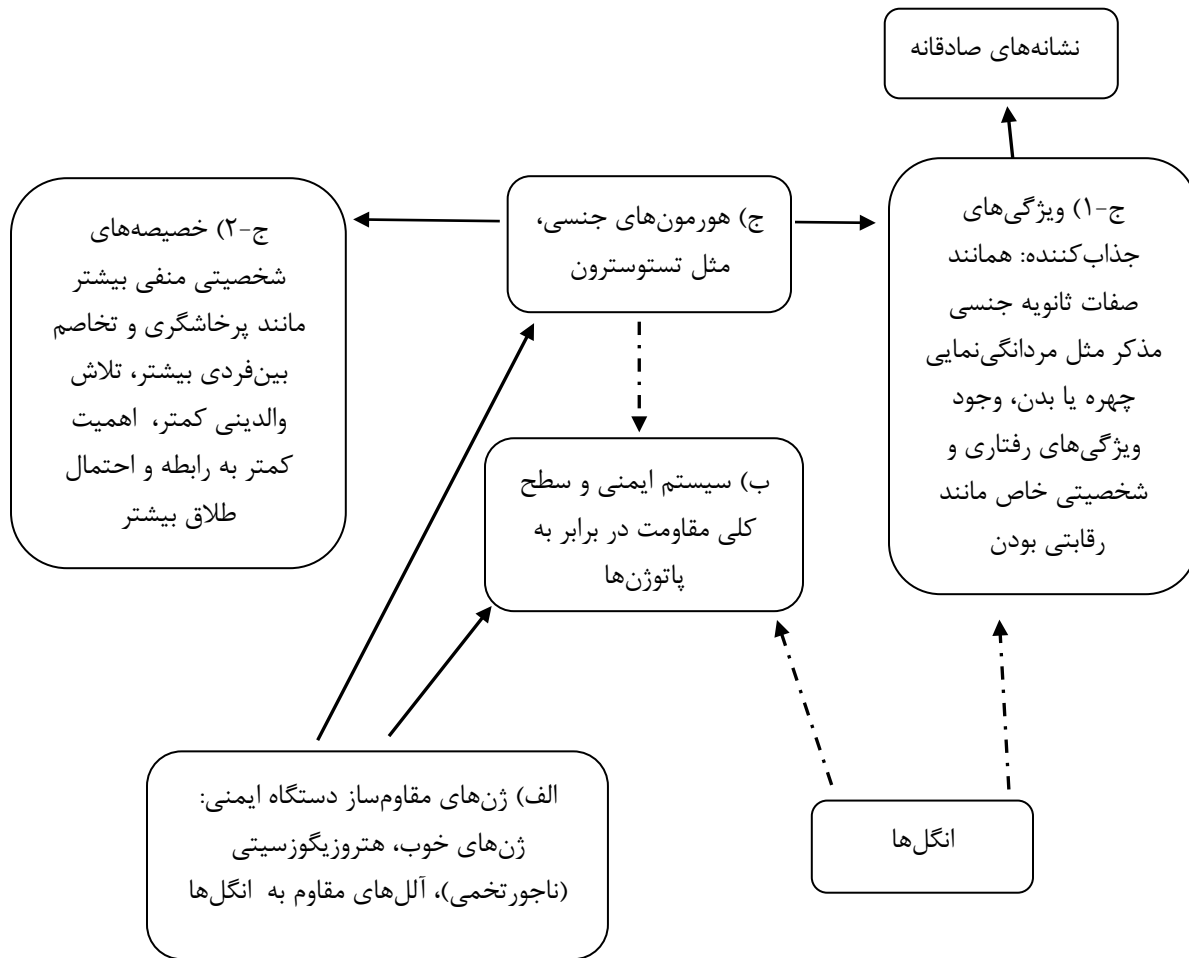 نشانه‌های صادقانه
ج-۱) ویژگی‌های
جذاب‌کننده: همانند
صفات ثانویه جنسی
مذکر مثل مردانگی‌نمایی
چهره یا بدن، وجود
ویژگی‌های رفتاری و
شخصیتی خاص مانند
رقابتی بودن
ج) هورمون‌های جنسی،
مثل تستوسترون
ج-۲) خصیصه‌های
شخصیتی منفی بیشتر
مانند پرخاشگری و تخاصم
بین‌فردی بیشتر، تلاش
والدینی کمتر، اهمیت
کمتر به رابطه و احتمال
طلاق بیشتر
ب) سیستم ایمنی و سطح
کلی مقاومت در برابر به
پاتوژن‌ها
انگل‌ها
الف) ژن‌های مقاوم‌ساز دستگاه ایمنی:
ژن‌های خوب، هتروزیگوزسیتی
(ناجورتخمی)، آلل‌های مقاوم به انگل‌ها